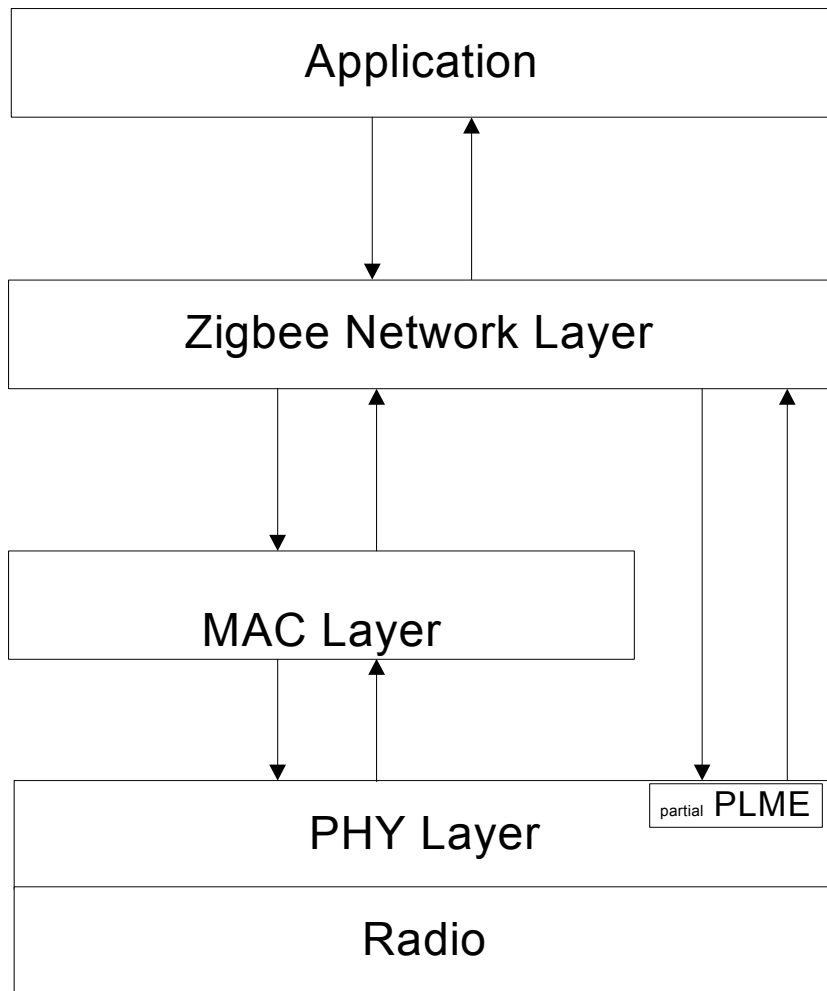 Application
Zigbee Network Layer
MAC Layer
partial PLME
PHY Layer
Radio